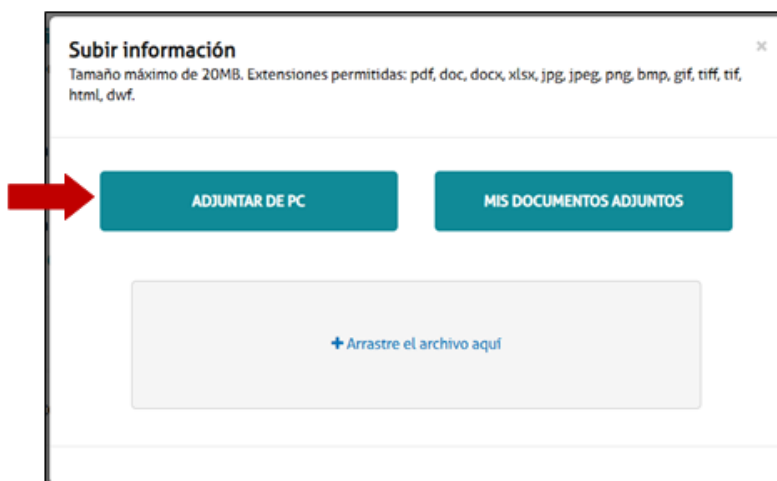 Subir información
×
Tamaño máximo de 20MB. Extensiones permitidas: pdf, doc, docx, xlsx, jpg, jpeg, png, bmp, gif, tiff, tif,
html, dwf.
ADJUNTAR DE PC
MIS DOCUMENTOS ADJUNTOS
+ Arrastre el archivo aquí